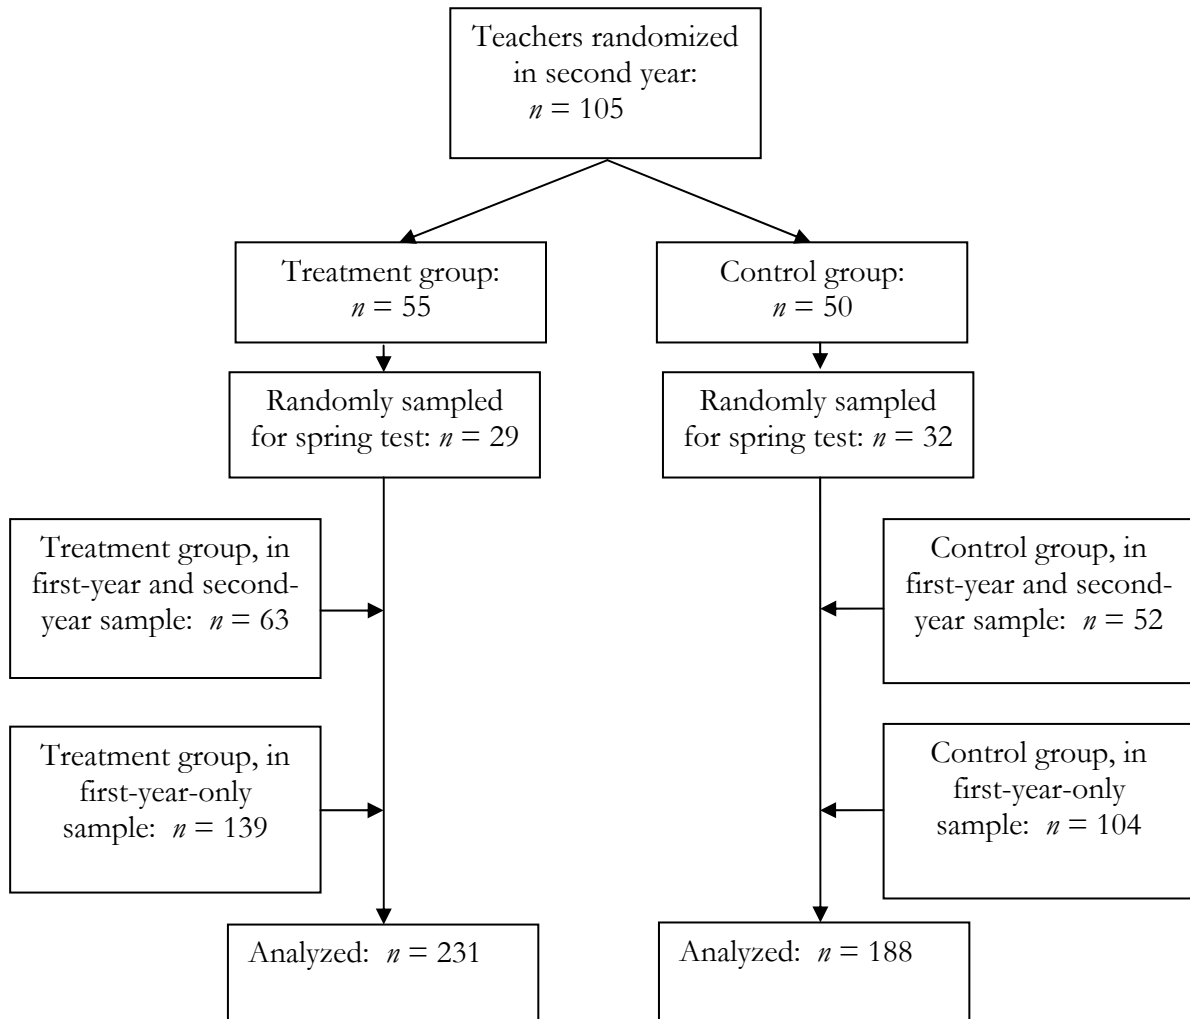 Teachers randomized
in second year:
n = 105
Treatment group:
n = 55
Control group:
n = 50
Randomly sampled
for spring test: n = 29
Randomly sampled
for spring test: n = 32
Treatment group, in
first-year and second-
year sample: n = 63
Control group, in
first-year and second-
year sample: n = 52
Treatment group, in
first-year-only
sample: n = 139
Control group, in
first-year-only
sample: n = 104
Analyzed: n = 231
Analyzed: n = 188